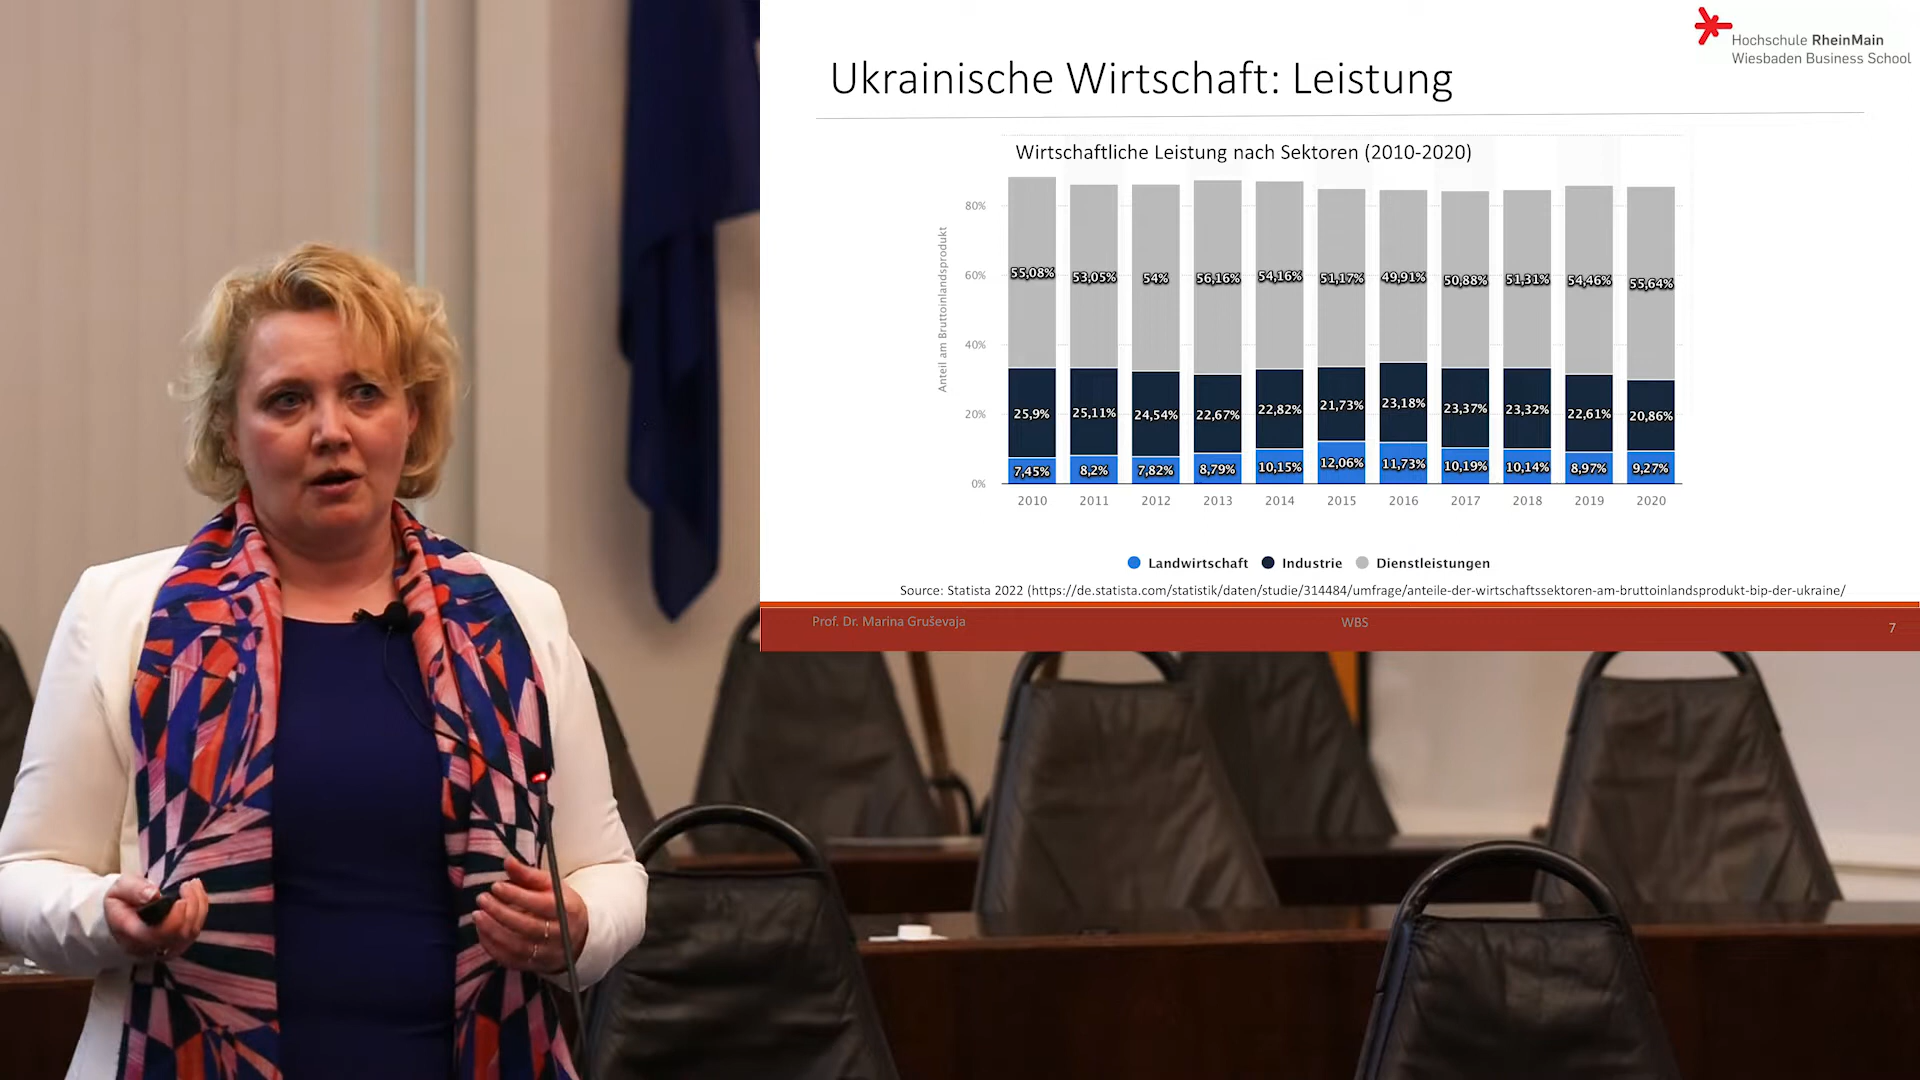 Hochschule RheinMain
Wiesbaden Business School
Ukrainische Wirtschaft: Leistung
Wirtschaftliche Leistung nach Sektoren (2010-2020)
Anteil am Bruttoinlandsprodukt
80%
60%
40%
20%
0%
55,08% 53,05% 54% 56,16% 54,16% 51,17% 49,91% 50,88% 51,31% 54,46% 55,64%
25,9% 25,11% 24,54% 22,67% 22,82% 21,73% 23,18% 23,37% 23,32% 22,61% 20,86%
7,45% 8,2% 7,82% 8,79% 10,15% 12,06% 11,73% 10,19% 10,14% 8,97% 9,27%
2010 2011 2012 2013 2014 2015 2016 2017 2018 2019 2020
Landwirtschaft Industrie Dienstleistungen
Source: Statista 2022 (https://de.statista.com/statistik/daten/studie/314484/umfrage/anteile-der-wirtschaftssektoren-am-bruttoinlandsprodukt-bip-der-ukraine/
Prof. Dr. Marina Gruševaja WBS 7